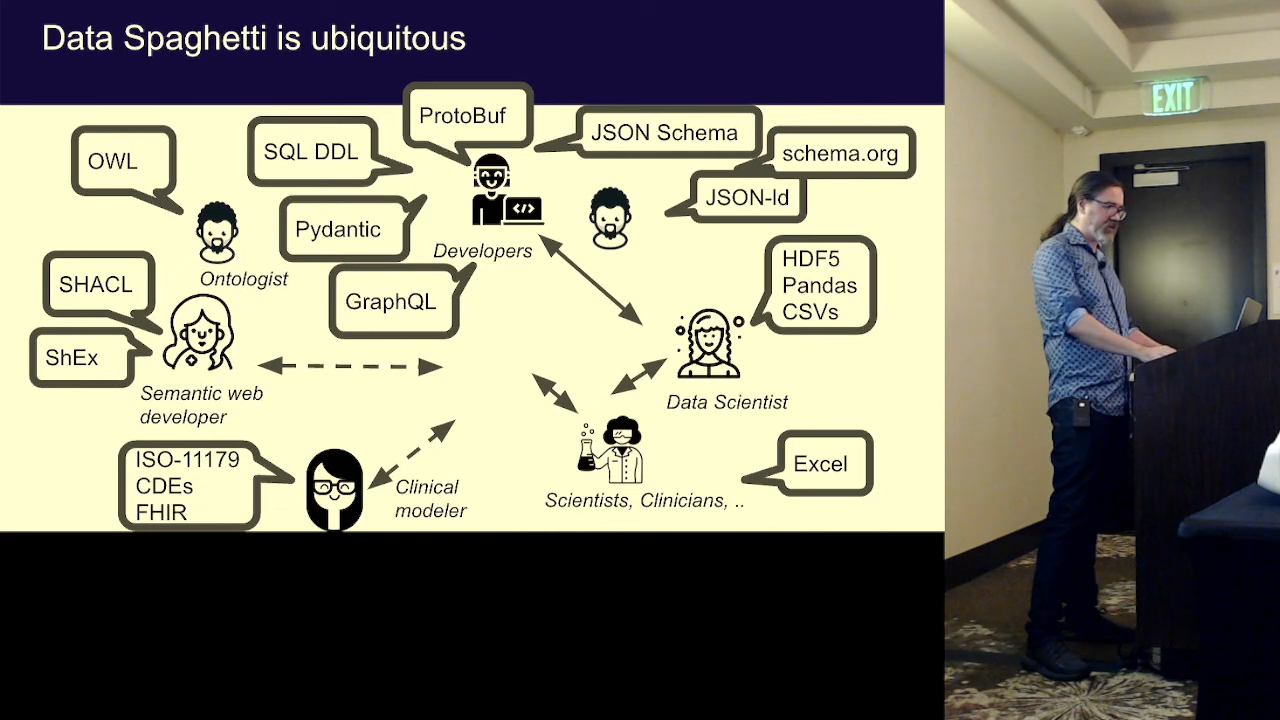 Data Spaghetti is ubiquitous
ProtoBuf
JSON Schema
SQL DDL
OWL
schema.org
JSON-ld
Pydantic
Developers
Ontologist
HDF5
Pandas
CSVs
SHACL
GraphQL
ShEx
Semantic web
developer
Data Scientist
ISO-11179
CDEs
FHIR
Clinical
modeler
Excel
Scientists, Clinicians, ..
EXIT